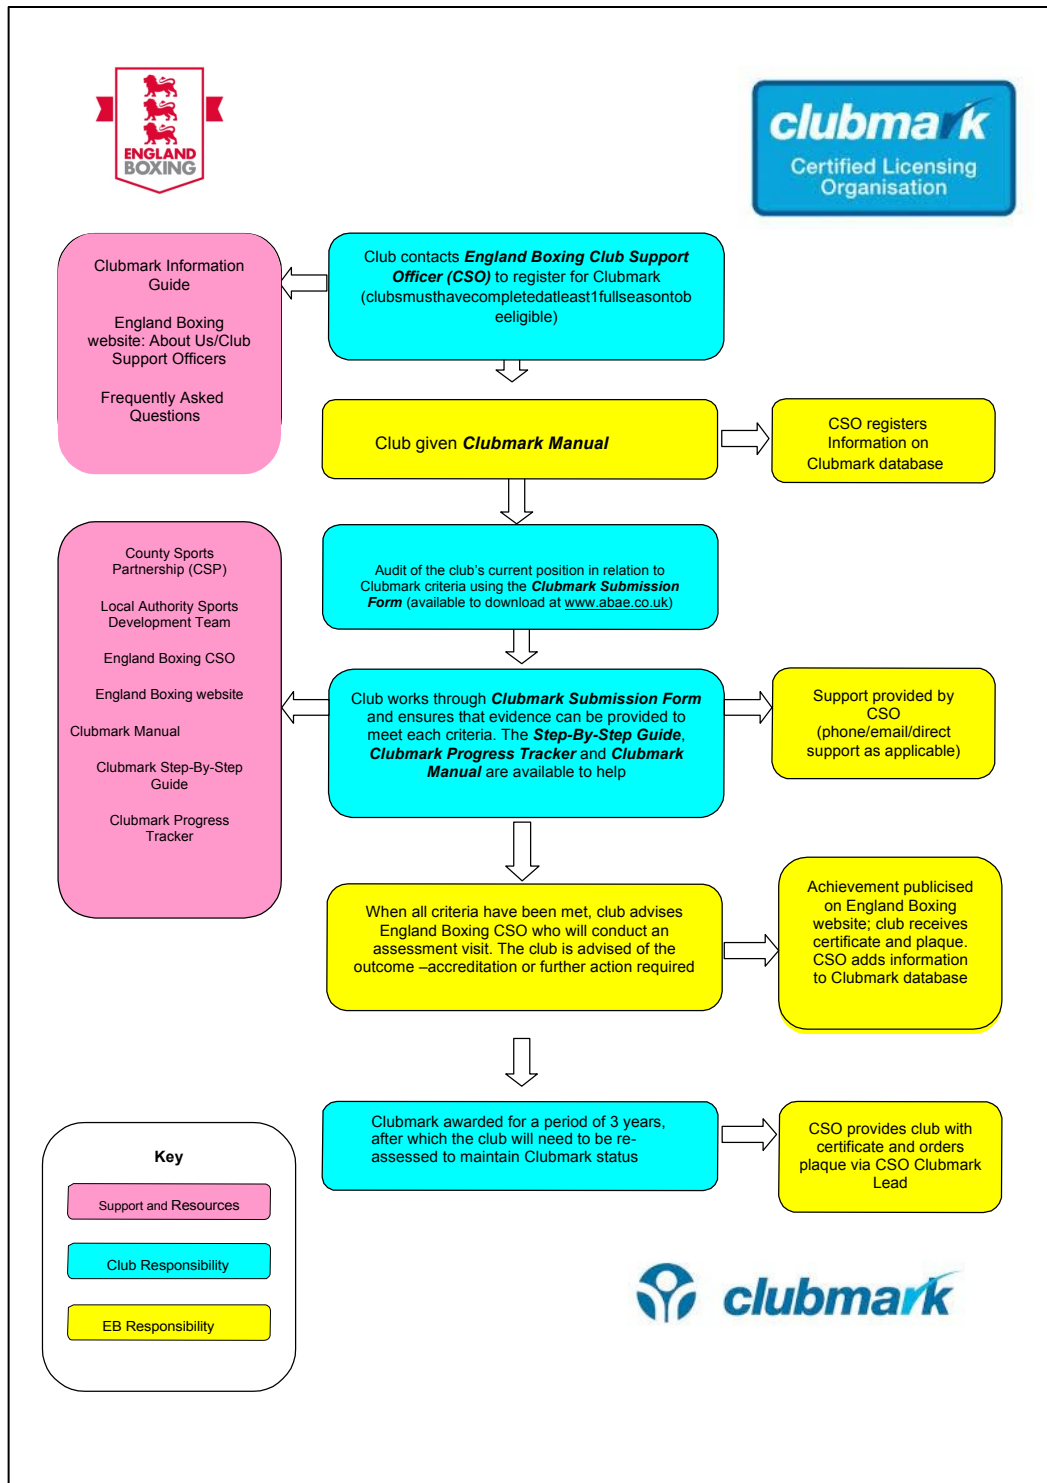 ENGLAND
BOXING
clubmark
Certified Licensing
Organisation
Clubmark Information
Guide
England Boxing
website: About Us/Club
Support Officers
Frequently Asked
Questions
Club contacts England Boxing Club Support
Officer (CSO) to register for Clubmark
(clubsmusthavecompletedatleast1fullseasontob
eeligible)
Club given Clubmark Manual
CSO registers
Information on
Clubmark database
County Sports
Partnership (CSP)
Local Authority Sports
Development Team
England Boxing CSO
England Boxing website
Clubmark Manual
Clubmark Step-By-Step
Guide
Clubmark Progress
Tracker
Audit of the club's current position in relation to
Clubmark criteria using the Clubmark Submission
Form (available to download at www.abae.co.uk)
Club works through Clubmark Submission Form
and ensures that evidence can be provided to
meet each criteria. The Step-By-Step Guide,
Clubmark Progress Tracker and Clubmark
Manual are available to help
Support provided by
CSO
(phone/email/direct
support as applicable)
When all criteria have been met, club advises
England Boxing CSO who will conduct an
assessment visit. The club is advised of the
outcome –accreditation or further action required
Achievement publicised
on England Boxing
website; club receives
certificate and plaque.
CSO adds information
to Clubmark database
Clubmark awarded for a period of 3 years,
after which the club will need to be re-
assessed to maintain Clubmark status
CSO provides club with
certificate and orders
plaque via CSO Clubmark
Lead
Key
Support and Resources
Club Responsibility
EB Responsibility
clubmark